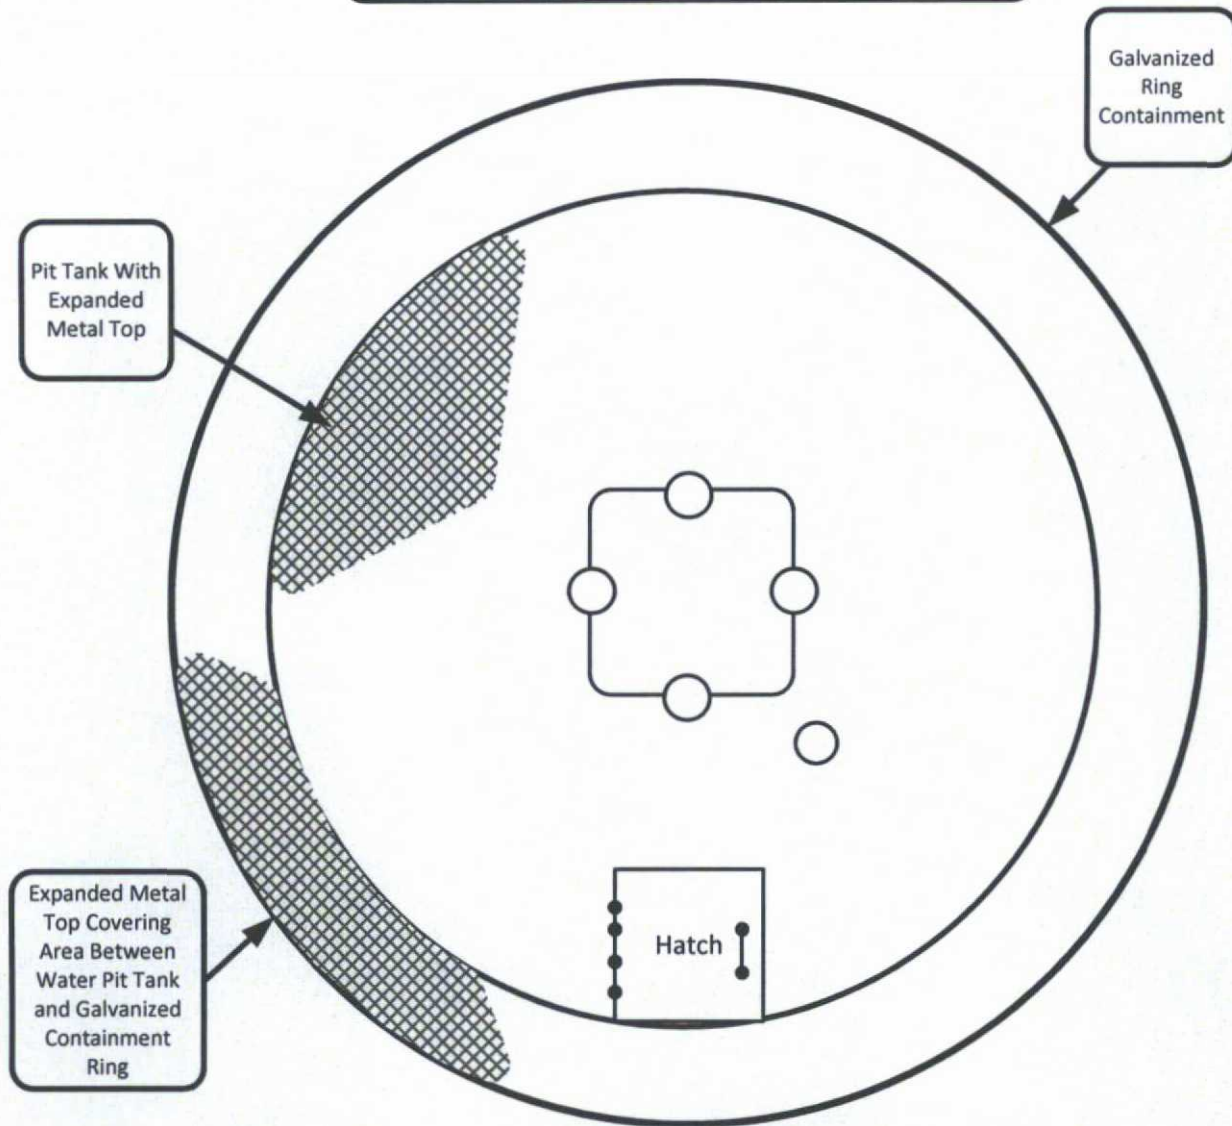 Galvanized
Ring
Containment
Pit Tank With
Expanded
Metal Top
Expanded Metal
Top Covering
Area Between
Water Pit Tank
and Galvanized
Containment
Ring
Hatch